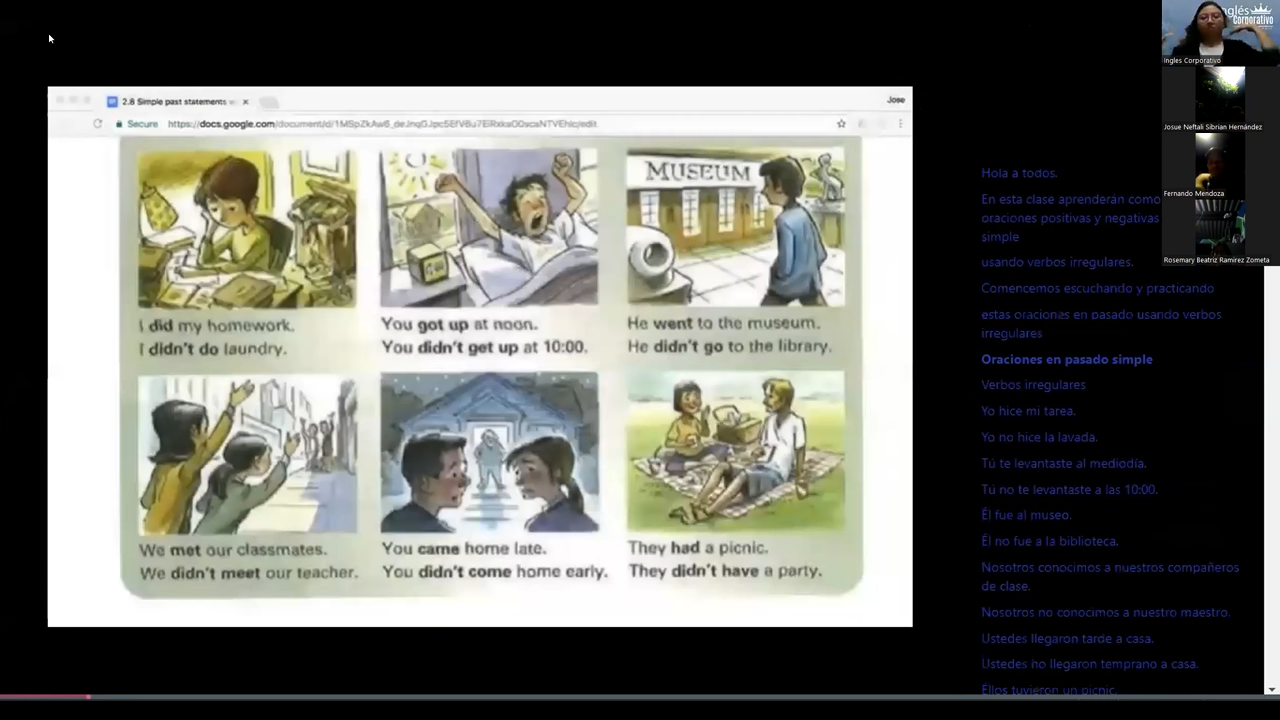 2.8 Simple past statements
Jose
Secure
MUSEUM
I did my homework.
I didn't do laundry.
You got up at noon.
You didn't get up at 10:00.
He went to the museum.
He didn't go to the library.
We met our classmates.
We didn't meet our teacher.
You came home late.
You didn't come home early.
They had a picnic.
They didn't have a party.
Inglés
Corporativo
Ingles Corporativo
Josue Neftali Sibrian Hernández
Fernando Mendoza
Rosemary Beatriz Ramirez Zometa
Hola a todos.
En esta clase aprenderán como
oraciones positivas y negativas
simple
usando verbos irregulares.
Comencemos escuchando y practicando
estas oraciones en pasado usando verbos
irregulares
Oraciones en pasado simple
Verbos irregulares
Yo hice mi tarea.
Yo no hice la lavada.
Tú te levantaste al mediodía.
Tú no te levantaste a las 10:00.
Él fue al museo.
Él no fue a la biblioteca.
Nosotros conocimos a nuestros compañeros
de clase.
Nosotros no conocimos a nuestro maestro.
Ustedes llegaron tarde a casa.
Ustedes no llegaron temprano a casa.
Ellos tuvieron un picnic.